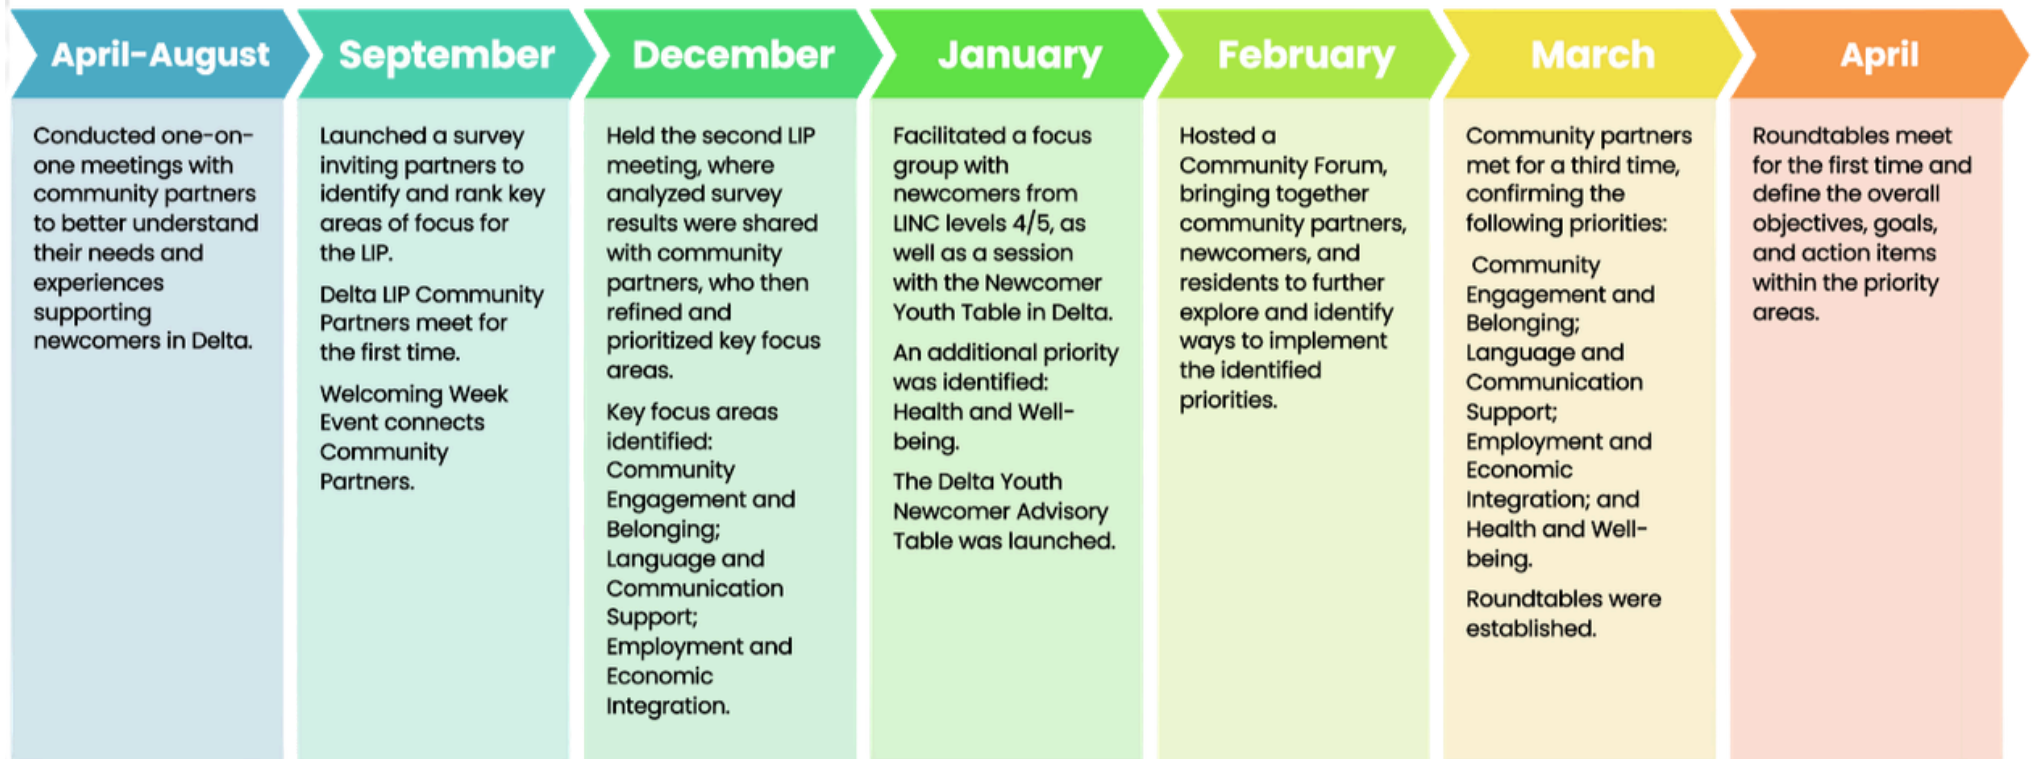 April-August
Conducted one-on-
one meetings with
community partners
to better understand
their needs and
experiences
supporting
newcomers in Delta.
September
Launched a survey
inviting partners to
identify and rank key
areas of focus for
the LIP.
Delta LIP Community
Partners meet for
the first time.
Welcoming Week
Event connects
Community
Partners.
December
Held the second LIP
meeting, where
analyzed survey
results were shared
with community
partners, who then
refined and
prioritized key focus
areas.
Key focus areas
identified:
Community
Engagement and
Belonging;
Language and
Communication
Support;
Employment and
Economic
Integration.
January
Facilitated a focus
group with
newcomers from
LINC levels 4/5, as
well as a session
with the Newcomer
Youth Table in Delta.
An additional priority
was identified:
Health and Well-
being.
The Delta Youth
Newcomer Advisory
Table was launched.
February
Hosted a
Community Forum,
bringing together
community partners,
newcomers, and
residents to further
explore and identify
ways to implement
the identified
priorities.
March
Community partners
met for a third time,
confirming the
following priorities:
Community
Engagement and
Belonging;
Language and
Communication
Support;
Employment and
Economic
Integration; and
Health and Well-
being.
Roundtables were
established.
April
Roundtables meet
for the first time and
define the overall
objectives, goals,
and action items
within the priority
areas.